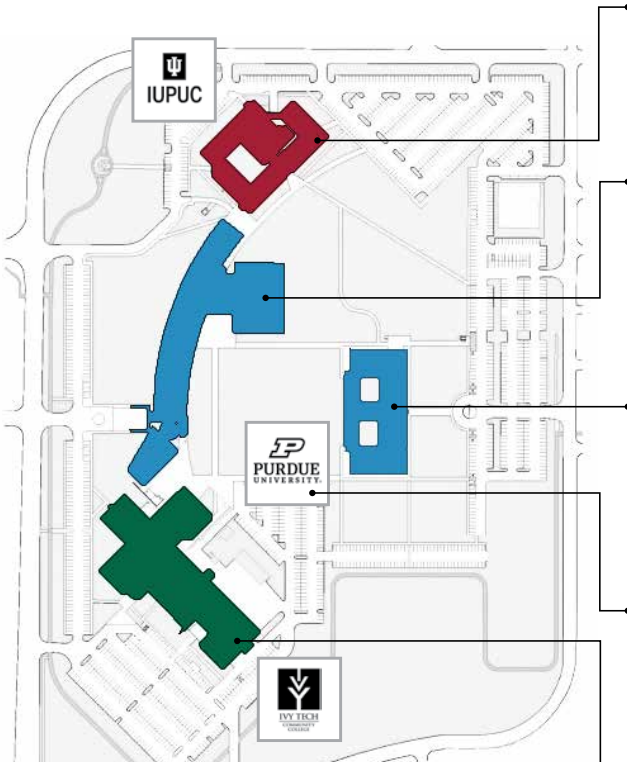 IUPUC
PURDUE
UNIVERSITY.
IVY TECH
COMMUNITY
COLLEGE